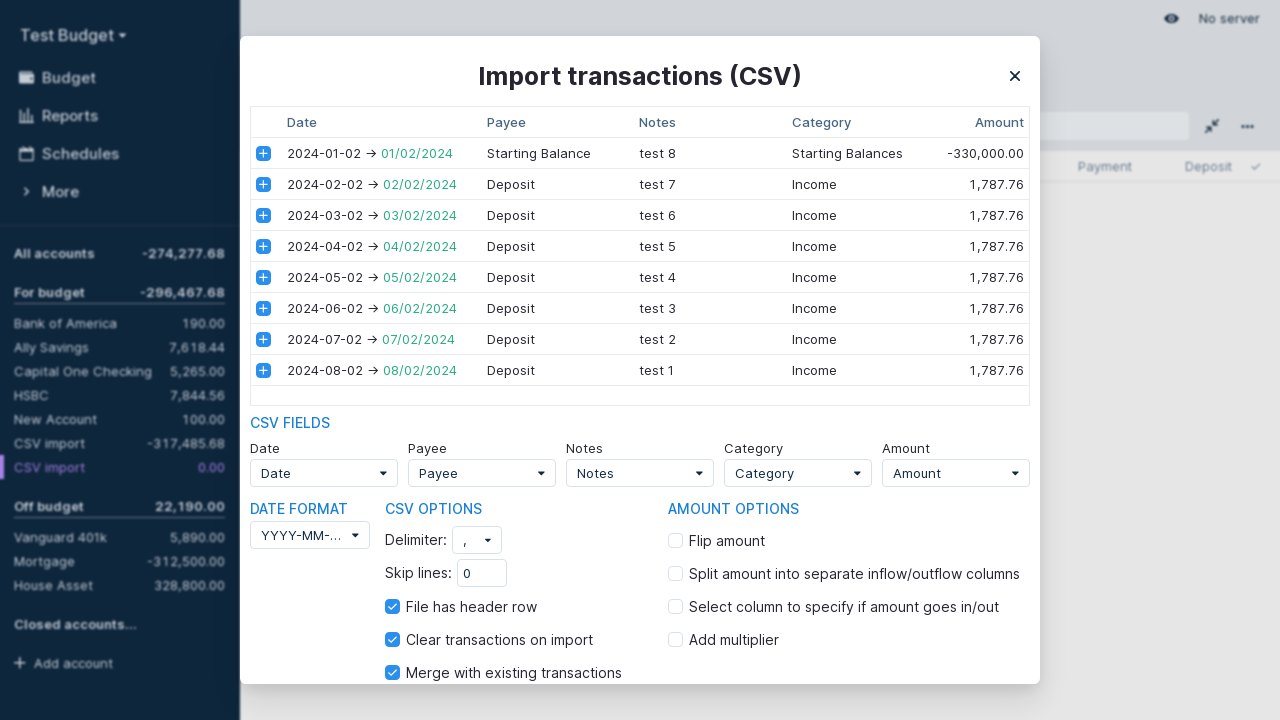 Test Budget
Budget
Reports
Schedules
More
All accounts -274,277.68
For budget -296,467.68
Bank of America 190.00
Ally Savings 7,618.44
Capital One Checking 5,265.00
HSBC 7,844.56
New Account 100.00
CSV import -317,485.68
CSV import 0.00
Off budget 22,190.00
Vanguard 401k 5,890.00
Mortgage -312,500.00
House Asset 328,800.00
Closed accounts...
Add account
No server
Payment Deposit
Import transactions (CSV)
Date Payee Notes Category Amount
2024-01-02 → 01/02/2024 Starting Balance test 8 Starting Balances -330,000.00
2024-02-02 → 02/02/2024 Deposit test 7 Income 1,787.76
2024-03-02 → 03/02/2024 Deposit test 6 Income 1,787.76
2024-04-02 → 04/02/2024 Deposit test 5 Income 1,787.76
2024-05-02 → 05/02/2024 Deposit test 4 Income 1,787.76
2024-06-02 → 06/02/2024 Deposit test 3 Income 1,787.76
2024-07-02 → 07/02/2024 Deposit test 2 Income 1,787.76
2024-08-02 → 08/02/2024 Deposit test 1 Income 1,787.76
CSV FIELDS
Date Payee Notes Category Amount
Date Payee Notes Category Amount
DATE FORMAT CSV OPTIONS AMOUNT OPTIONS
YYYY-MM-... Delimiter: , Flip amount
Skip lines: 0 Split amount into separate inflow/outflow columns
File has header row Select column to specify if amount goes in/out
Clear transactions on import Add multiplier
Merge with existing transactions